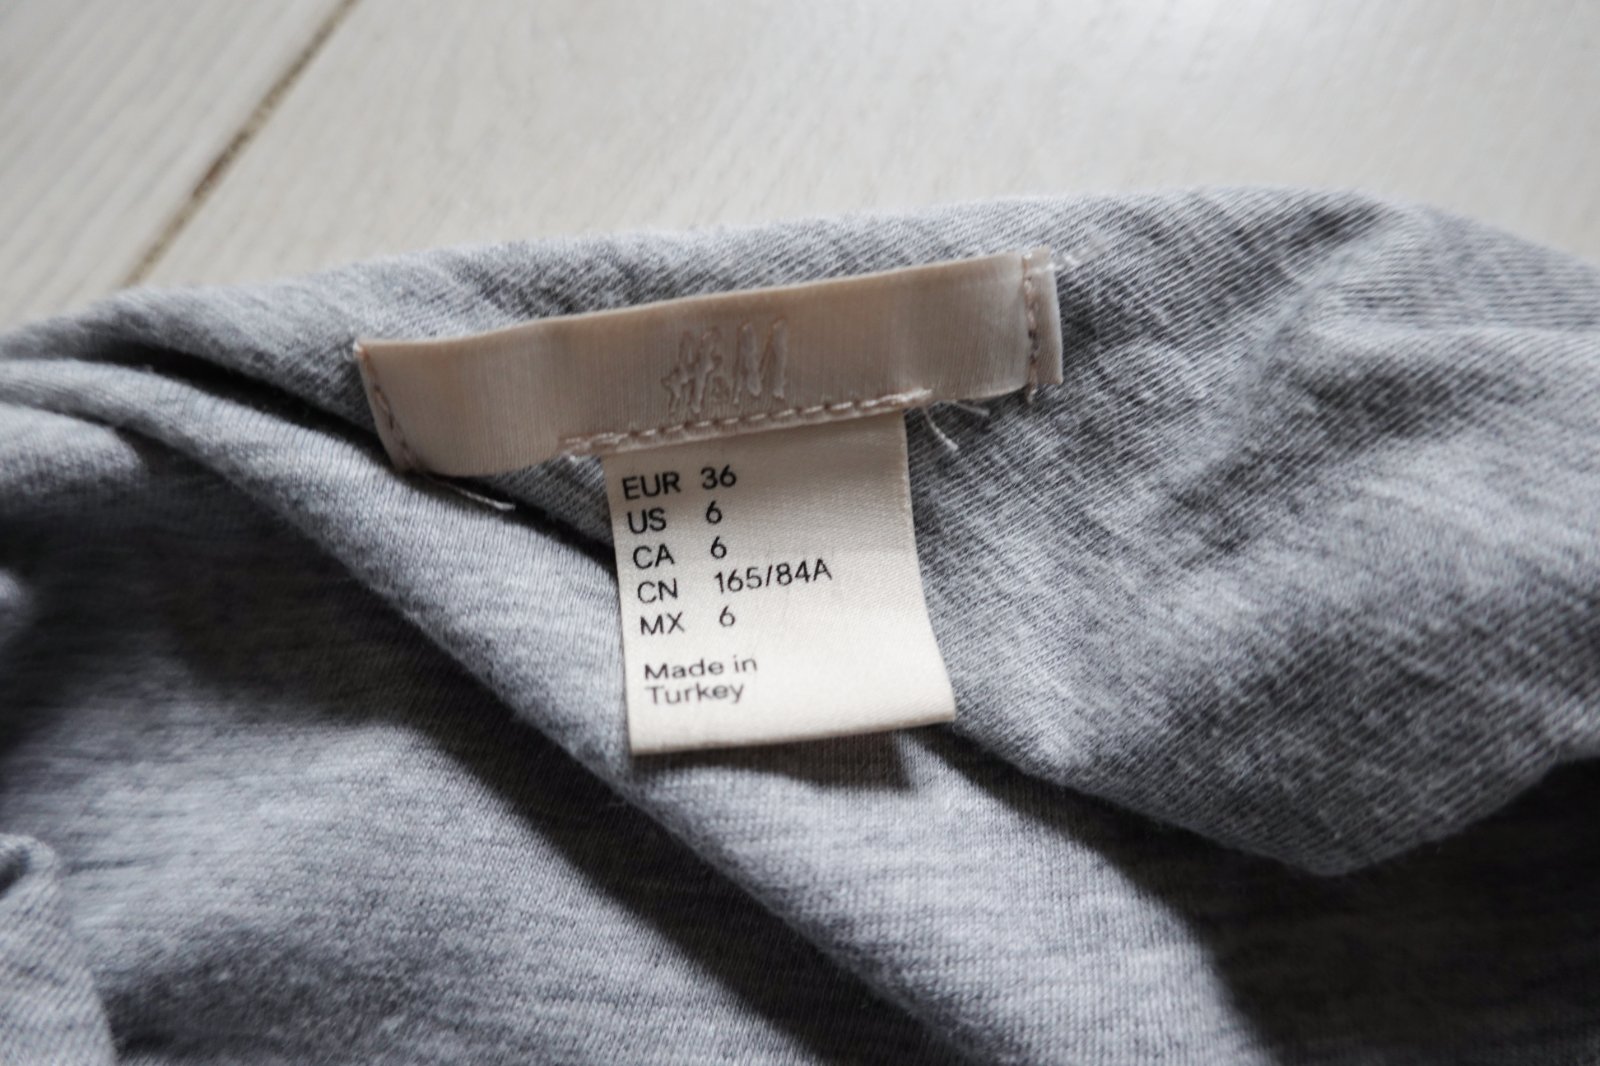 H&M
EUR 36
US 6
CA 6
CN 165/84A
MX 6
Made in
Turkey